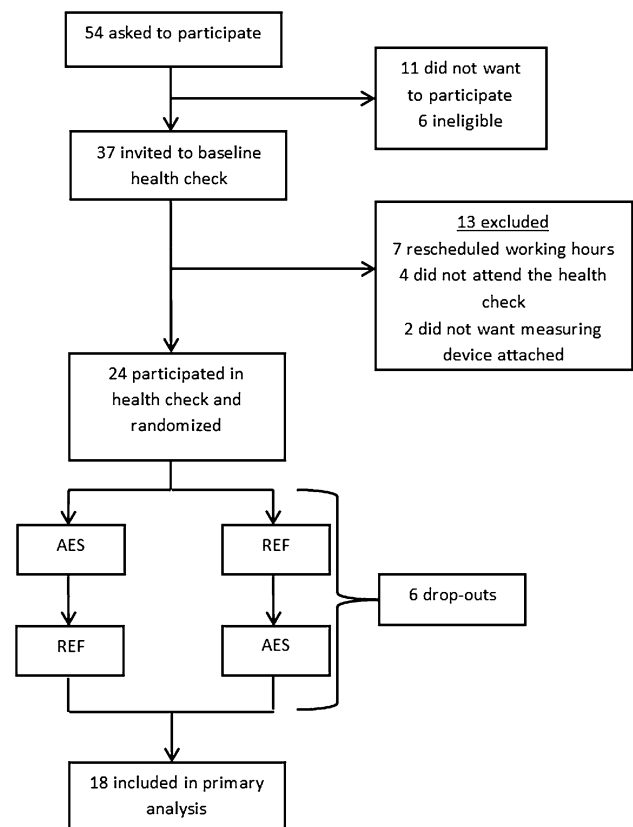 54 asked to participate
11 did not want
to participate
6 ineligible
37 invited to baseline
health check
13 excluded
7 rescheduled working hours
4 did not attend the health
check
2 did not want measuring
device attached
24 participated in
health check and
randomized
AES
REF
6 drop-outs
REF
AES
18 included in primary
analysis